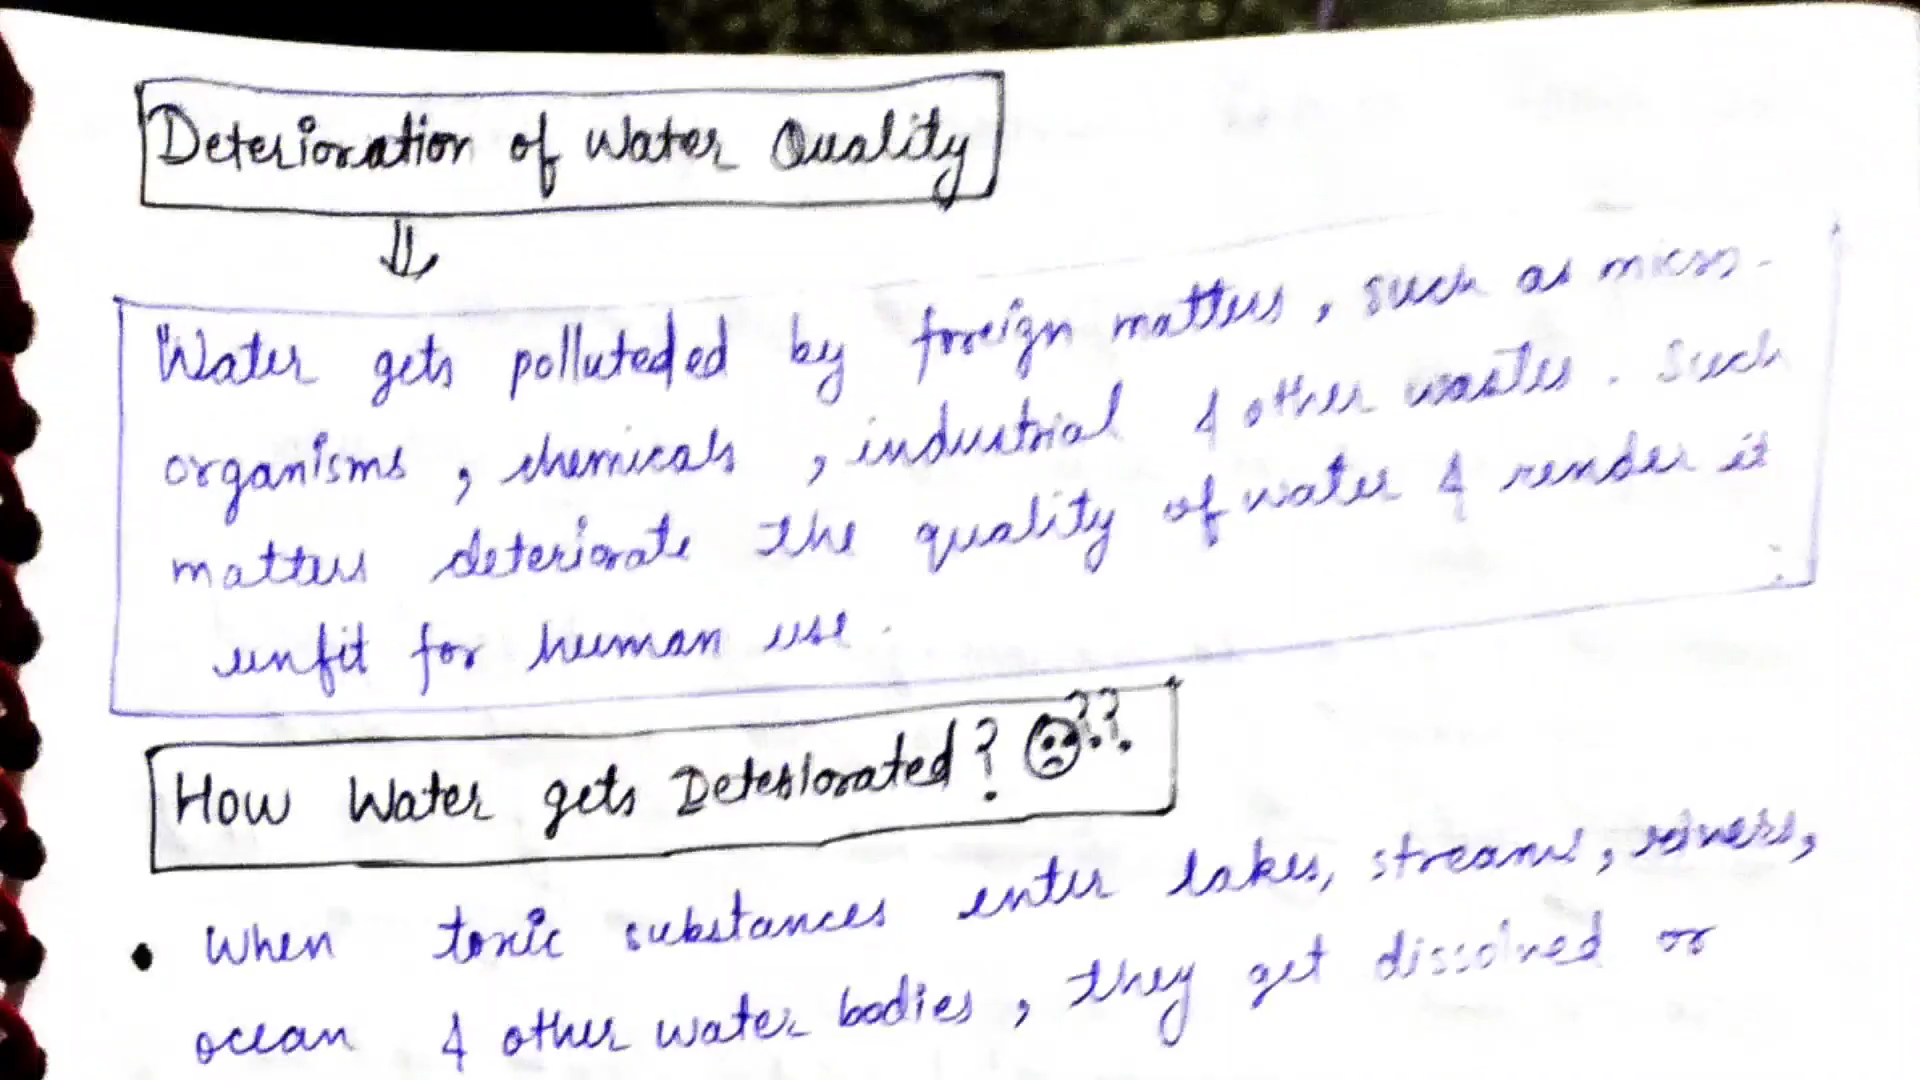 Deterioration of Water Quality
Water gets polluteded by foreign matters, such as micro-
organisms, chemicals, industrial & other wastes. Such
matters deteriorate the quality of water & render it
unfit for human use.
How Water gets Deteriorated? ☹??
• When toxic substances enter lakes, streams, rivers,
ocean & other water bodies, they get dissolved or